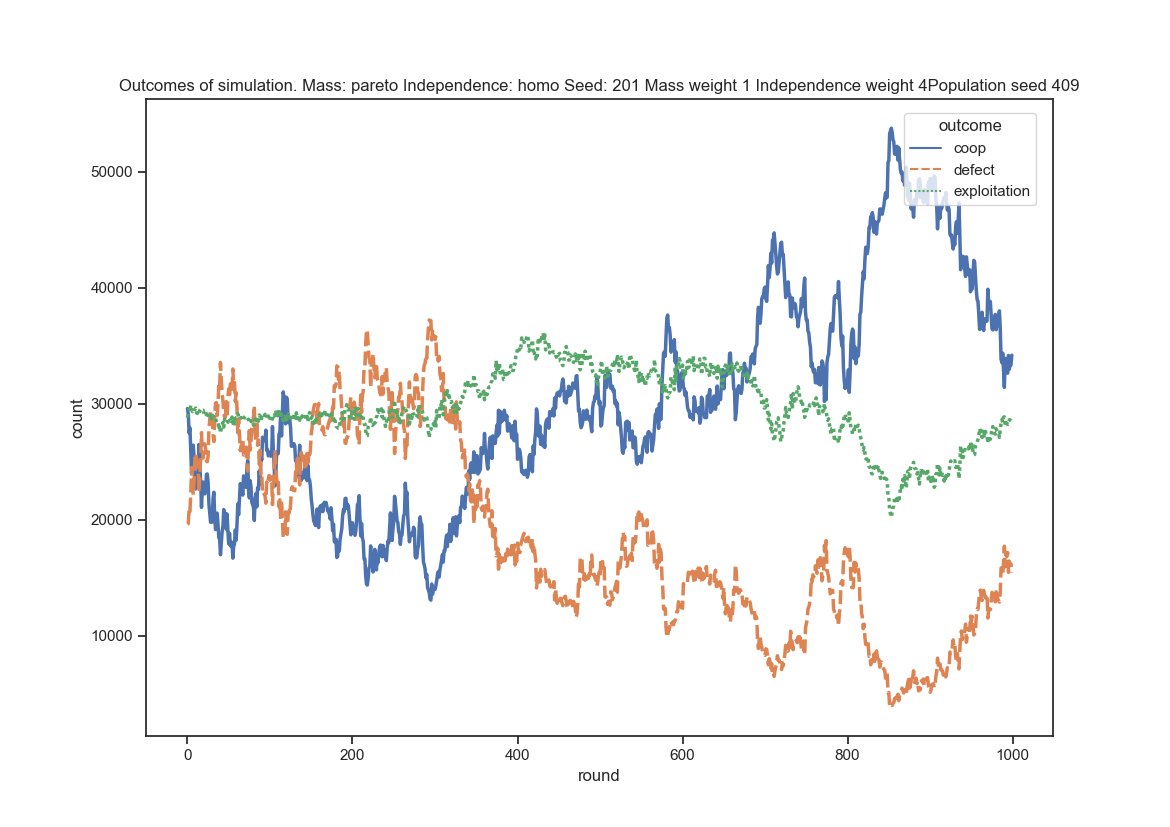 Outcomes of simulation. Mass: pareto Independence: homo Seed: 201 Mass weight 1 Independence weight 4Population seed 409
outcome
coop
defect
exploitation
50000
40000
30000
20000
10000
count
0 200 400 600 800 1000
round